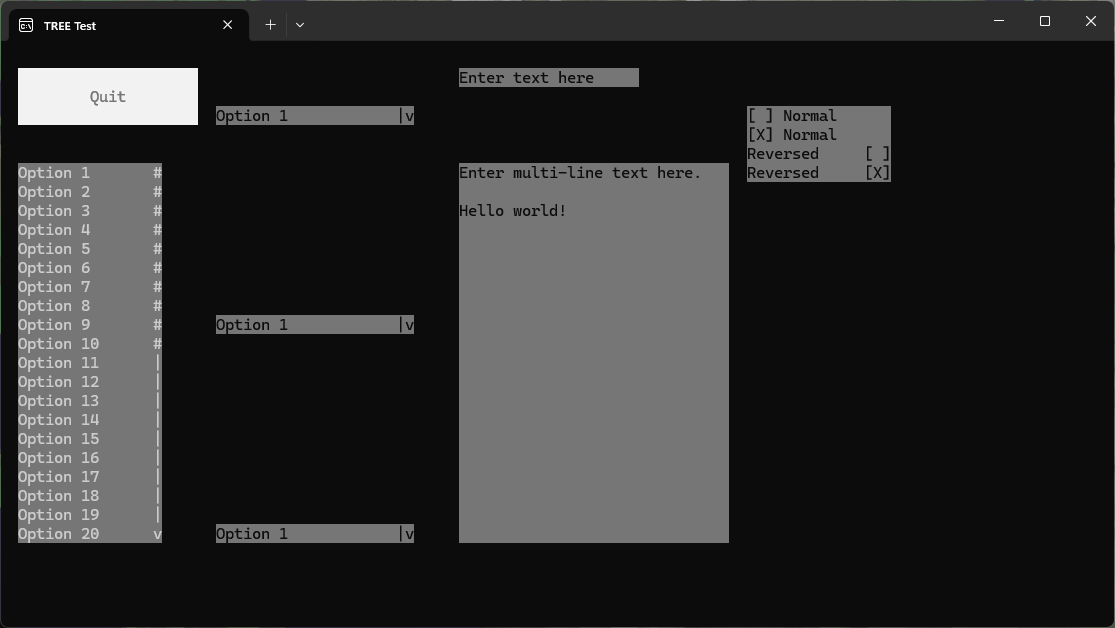 TREE Test
Enter text here
Quit
Option 1 |v
[ ] Normal
[X] Normal
Reversed [ ]
Reversed [X]
Option 1 #
Option 2 #
Option 3 #
Option 4 #
Option 5 #
Option 6 #
Option 7 #
Option 8 #
Option 9 #
Option 10 #
Option 11 |
Option 12 |
Option 13 |
Option 14 |
Option 15 |
Option 16 |
Option 17 |
Option 18 |
Option 19 |
Option 20 v
Option 1 |v
Option 1 |v
Enter multi-line text here.
Hello world!